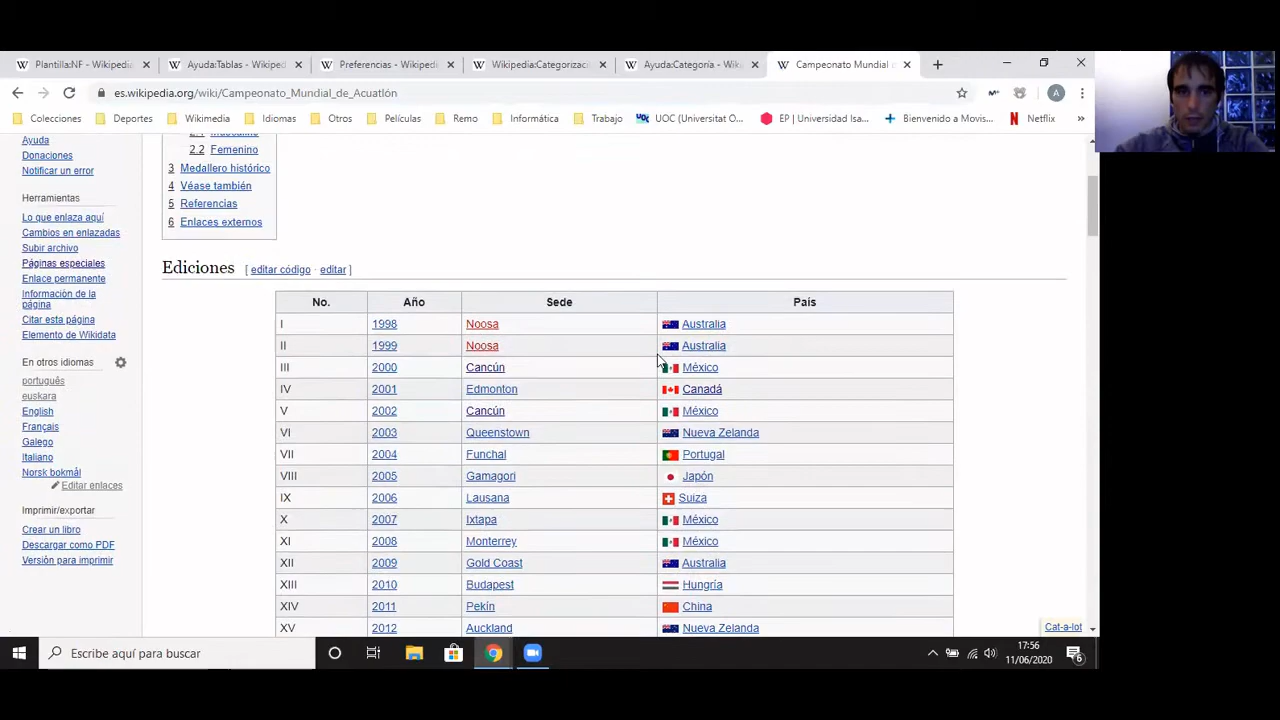 Plantilla:NF - Wikipedia
Ayuda:Tablas - Wikiped
Preferencias - Wikipedi
Wikipedia:Categorizaci
Ayuda:Categoría - Wiki
Campeonato Mundial d
es.wikipedia.org/wiki/Campeonato_Mundial_de_Acuatlón
A
Colecciones
Deportes
Wikimedia
Idiomas
Otros
Películas
Remo
Informática
Trabajo
UOC (Universitat O...
EP | Universidad Isa...
Bienvenido a Movis...
Netflix
»
Ayuda
Donaciones
Notificar un error
Herramientas
Lo que enlaza aquí
Cambios en enlazadas
Subir archivo
Páginas especiales
Enlace permanente
Información de la
página
Citar esta página
Elemento de Wikidata
En otros idiomas
português
euskara
English
Français
Galego
Italiano
Norsk bokmål
Editar enlaces
Imprimir/exportar
Crear un libro
Descargar como PDF
Versión para imprimir
2.1 Masculino
2.2 Femenino
3 Medallero histórico
4 Véase también
5 Referencias
6 Enlaces externos
Ediciones [ editar código · editar ]
No. Año Sede País
I 1998 Noosa Australia
II 1999 Noosa Australia
III 2000 Cancún México
IV 2001 Edmonton Canadá
V 2002 Cancún México
VI 2003 Queenstown Nueva Zelanda
VII 2004 Funchal Portugal
VIII 2005 Gamagori Japón
IX 2006 Lausana Suiza
X 2007 Ixtapa México
XI 2008 Monterrey México
XII 2009 Gold Coast Australia
XIII 2010 Budapest Hungría
XIV 2011 Pekín China
XV 2012 Auckland Nueva Zelanda
Cat-a-lot
Escribe aquí para buscar
17:56
11/06/2020
6